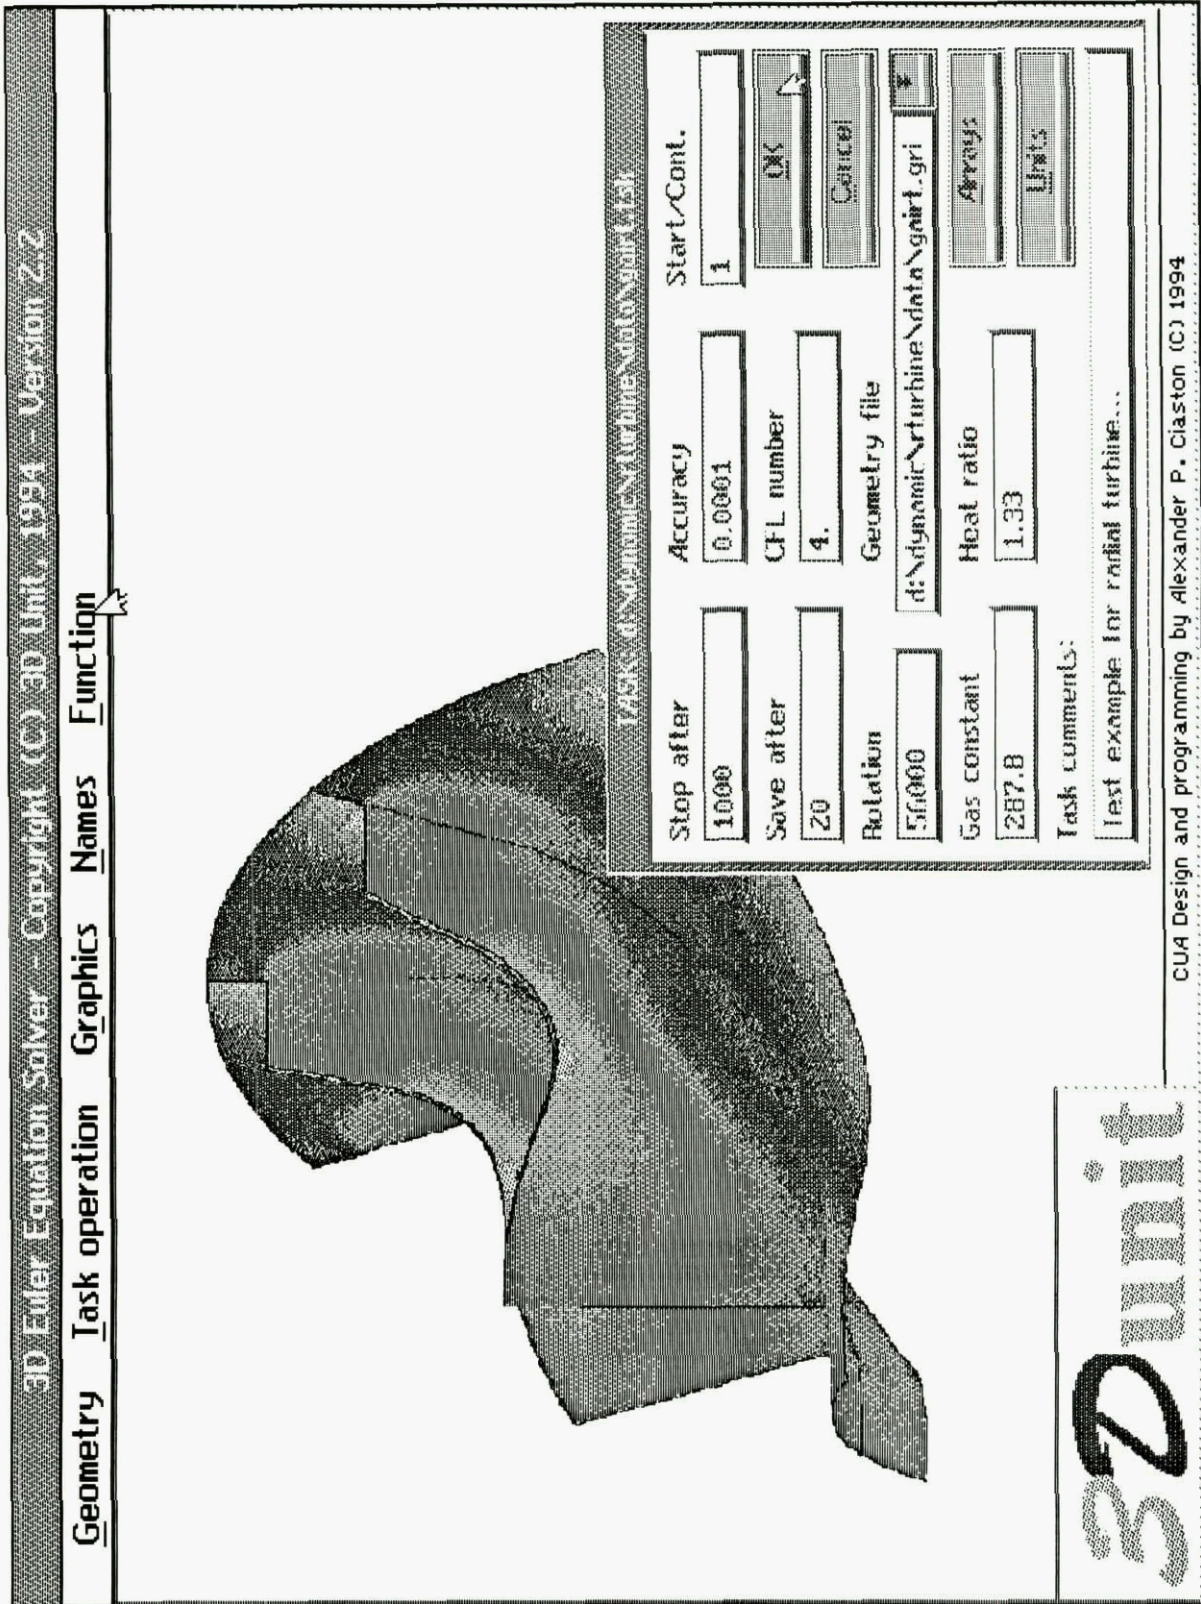 3D Euler Equation Solver - Copyright (C) 3D Unit, 1994 - Version 2.2
Geometry Task operation Graphics Names Function
TASK: d:\dynamic\rturbine\data\gairt.tsk
Stop after Accuracy Start/Cont.
1000 0.0001 1
Save after CFL number OK
20 4. Cancel
Rotation Geometry file
56000 d:\dynamic\rturbine\data\gairt.gri
Gas constant Heat ratio Arrays
287.8 1.33 Units
Task comments:
Test example for radial turbine...
3Dunit
CUA Design and programming by Alexander P. Ciaston (C) 1994